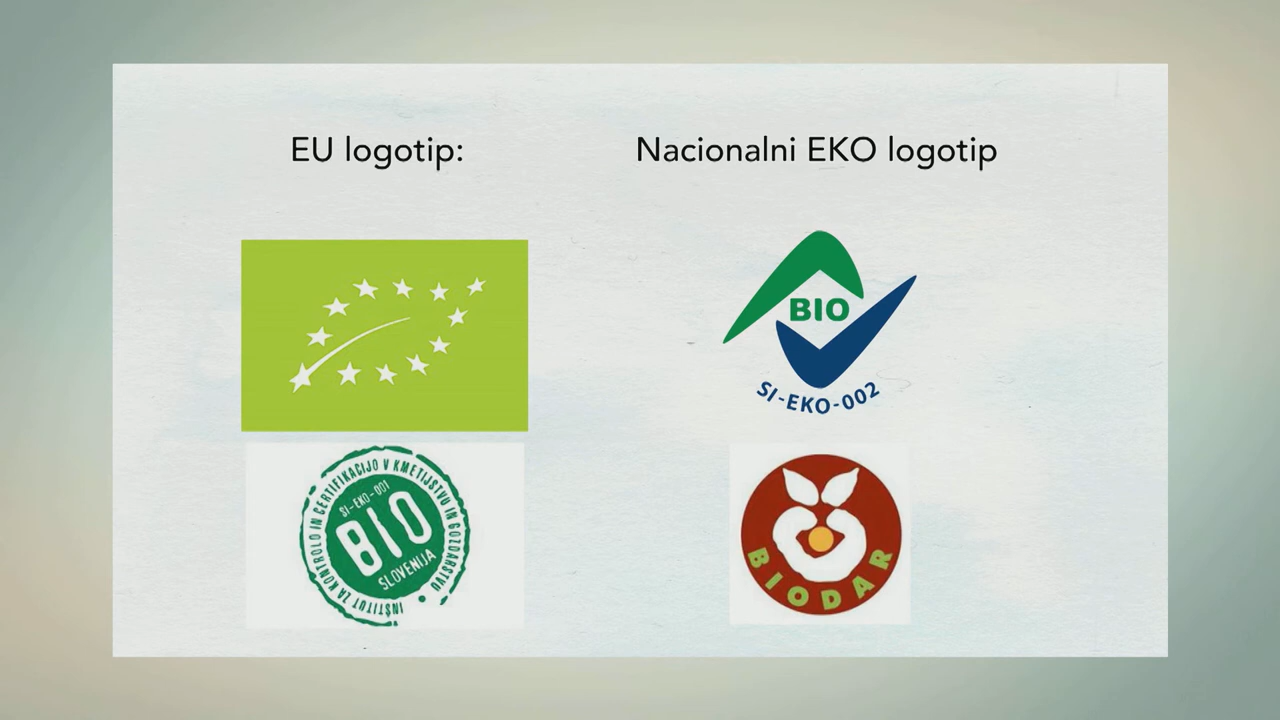 EU logotip:
Nacionalni EKO logotip
BIO
SI-EKO-002
INŠTITUT ZA KONTROLO IN CERTIFIKACIJO V KMETIJSTVU IN GOZDARSTVU
SI-EKO-001
BIO
SLOVENIJA
BIODAR